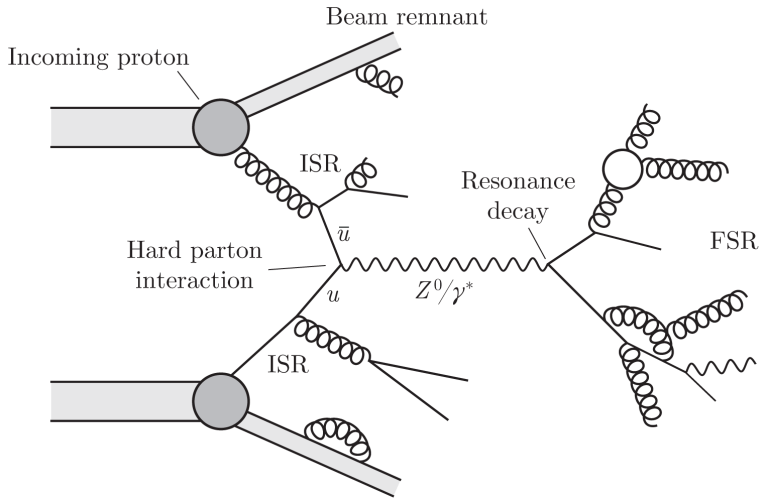 Beam remnant
Incoming proton
ISR
Resonance
decay
ū
FSR
Hard parton
interaction
u
Z⁰/γ*
ISR